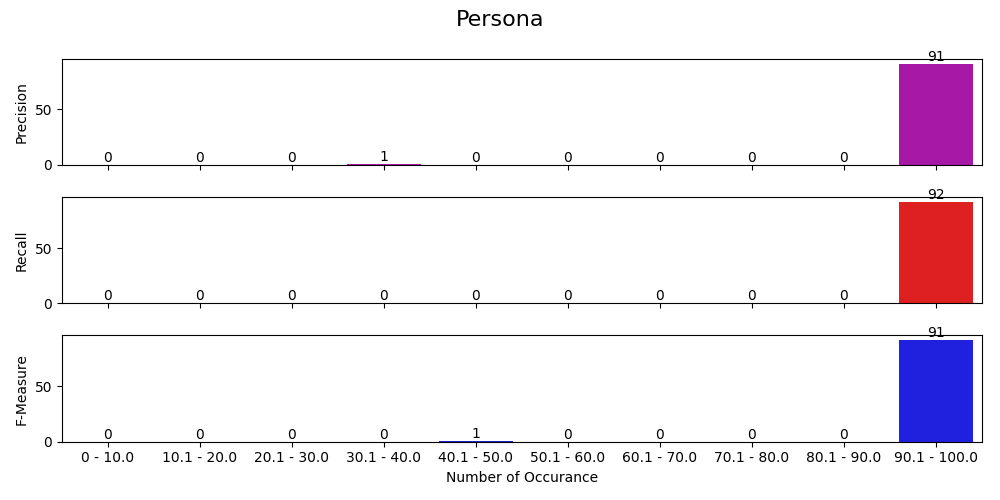 Persona
Precision
50
0
0 0 0 1 0 0 0 0 0 91
Recall
50
0
0 0 0 0 0 0 0 0 0 92
F-Measure
50
0
0 0 0 0 1 0 0 0 0 91
0 - 10.0 10.1 - 20.0 20.1 - 30.0 30.1 - 40.0 40.1 - 50.0 50.1 - 60.0 60.1 - 70.0 70.1 - 80.0 80.1 - 90.0 90.1 - 100.0
Number of Occurance